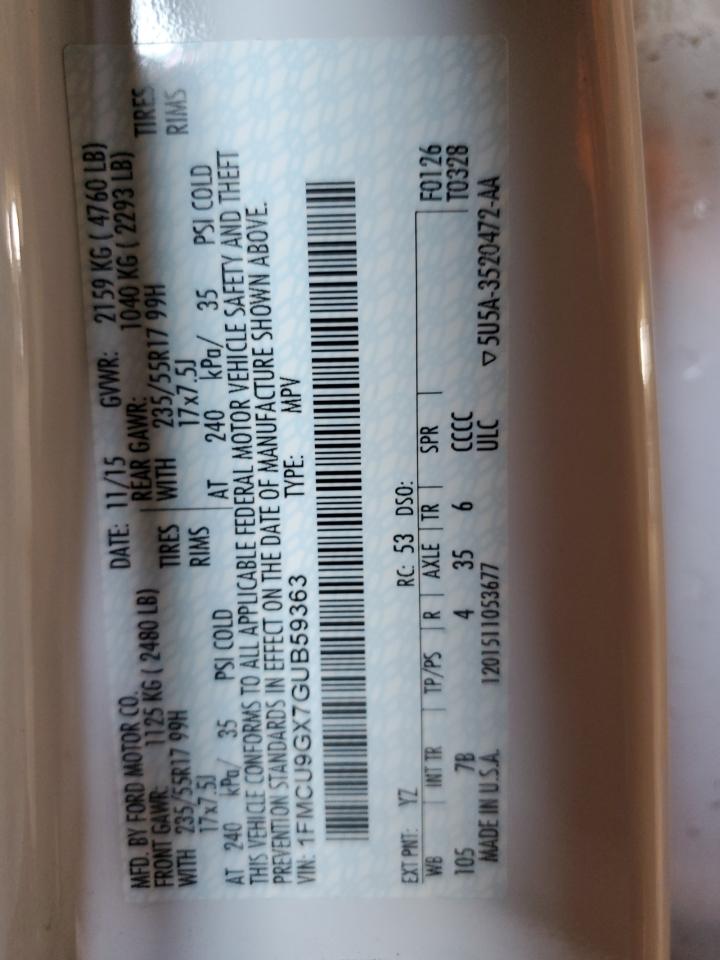 MFD. BY FORD MOTOR CO. DATE: 11/15 GVWR: 2159 KG ( 4760 LB)
FRONT GAWR: 1125 KG ( 2480 LB) REAR GAWR: 1040 KG ( 2293 LB)
WITH 235/55R17 99H TIRES WITH 235/55R17 99H TIRES
17x7.5J RIMS 17x7.5J RIMS
AT 240 kPa/ 35 PSI COLD AT 240 kPa/ 35 PSI COLD
THIS VEHICLE CONFORMS TO ALL APPLICABLE FEDERAL MOTOR VEHICLE SAFETY AND THEFT
PREVENTION STANDARDS IN EFFECT ON THE DATE OF MANUFACTURE SHOWN ABOVE.
VIN: 1FMCU9GX7GUB59363 TYPE: MPV
EXT PNT: YZ RC: 53 DSO:
WB INT TR TP/PS R AXLE TR SPR F0126
105 7B 4 35 6 CCCC T0328
ULC
MADE IN U.S.A. 1201511053677 ▽5U5A-3520472-AA